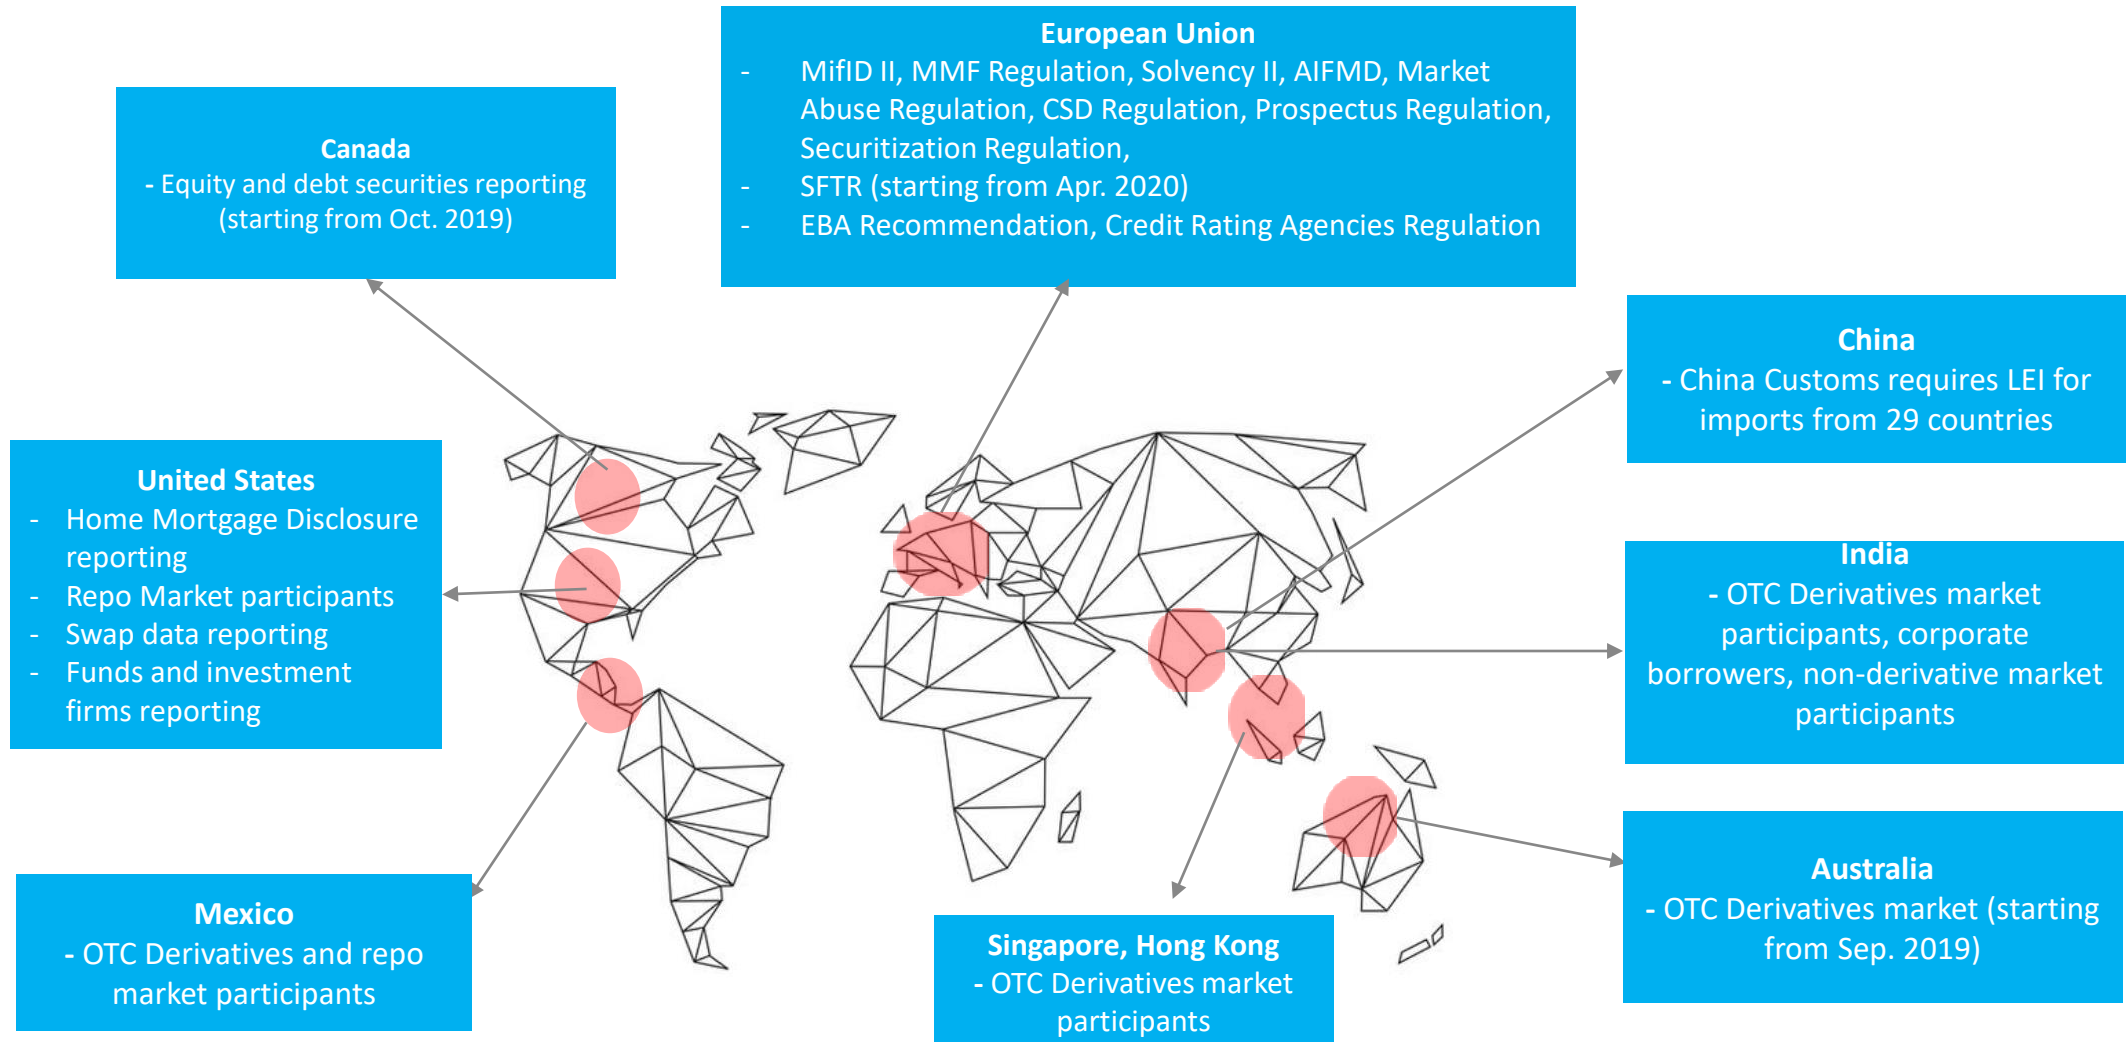 European Union
- MifID II, MMF Regulation, Solvency II, AIFMD, Market
Abuse Regulation, CSD Regulation, Prospectus Regulation,
Securitization Regulation,
- SFTR (starting from Apr. 2020)
- EBA Recommendation, Credit Rating Agencies Regulation
Canada
- Equity and debt securities reporting
(starting from Oct. 2019)
China
- China Customs requires LEI for
imports from 29 countries
United States
- Home Mortgage Disclosure
reporting
- Repo Market participants
- Swap data reporting
- Funds and investment
firms reporting
India
- OTC Derivatives market
participants, corporate
borrowers, non-derivative market
participants
Mexico
- OTC Derivatives and repo
market participants
Singapore, Hong Kong
- OTC Derivatives market
participants
Australia
- OTC Derivatives market (starting
from Sep. 2019)